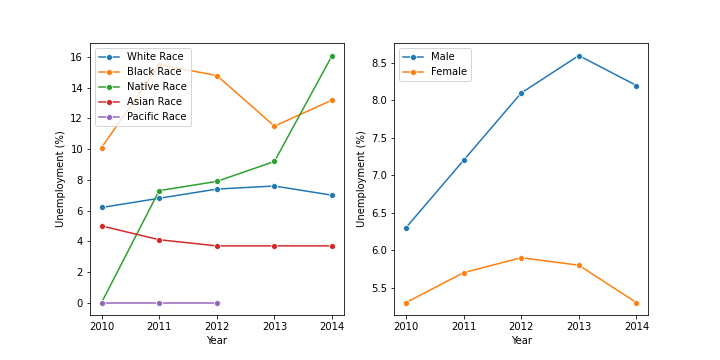 White Race
Black Race
Native Race
Asian Race
Pacific Race
16
14
12
10
8
6
4
2
0
Unemployment (%)
2010 2011 2012 2013 2014
Year
Male
Female
8.5
8.0
7.5
7.0
6.5
6.0
5.5
Unemployment (%)
2010 2011 2012 2013 2014
Year